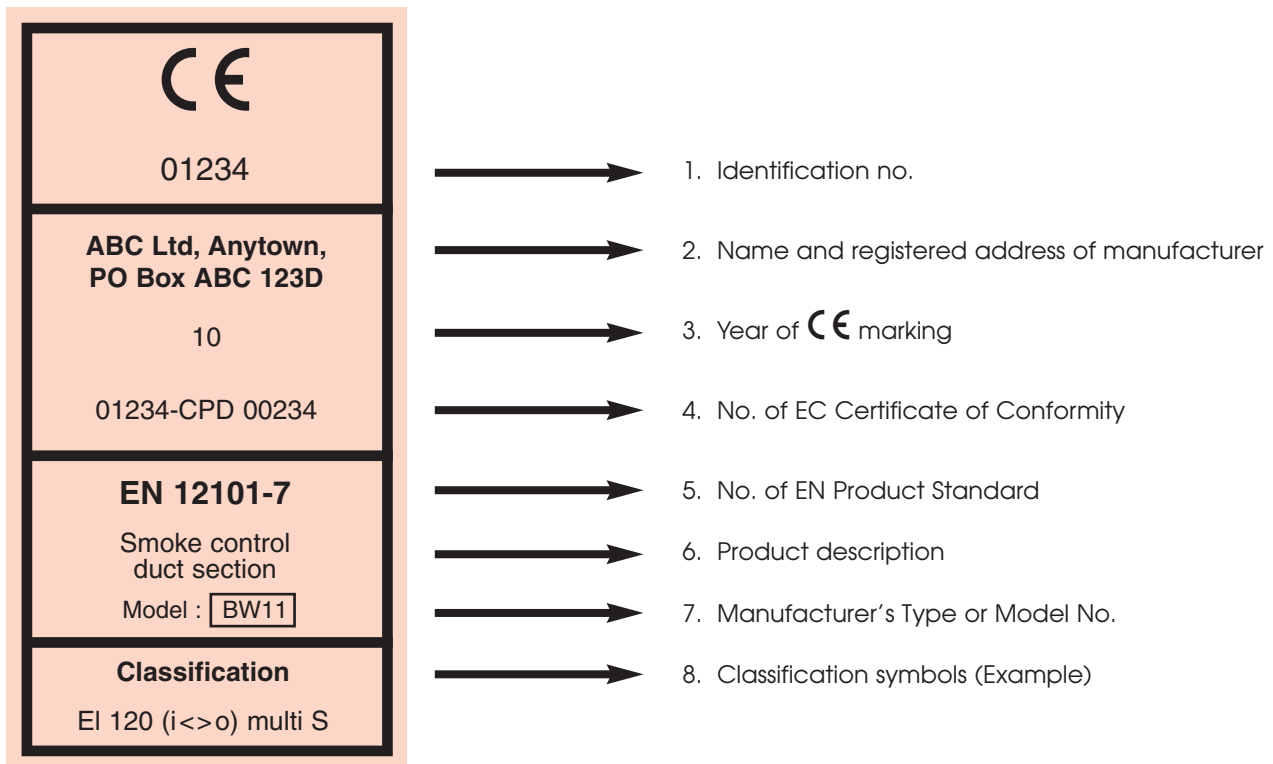 CE
01234
1. Identification no.
ABC Ltd, Anytown,
PO Box ABC 123D
2. Name and registered address of manufacturer
10
3. Year of CE marking
01234-CPD 00234
4. No. of EC Certificate of Conformity
EN 12101-7
5. No. of EN Product Standard
Smoke control
duct section
6. Product description
Model : BW11
7. Manufacturer's Type or Model No.
Classification
8. Classification symbols (Example)
El 120 (i<>o) multi S